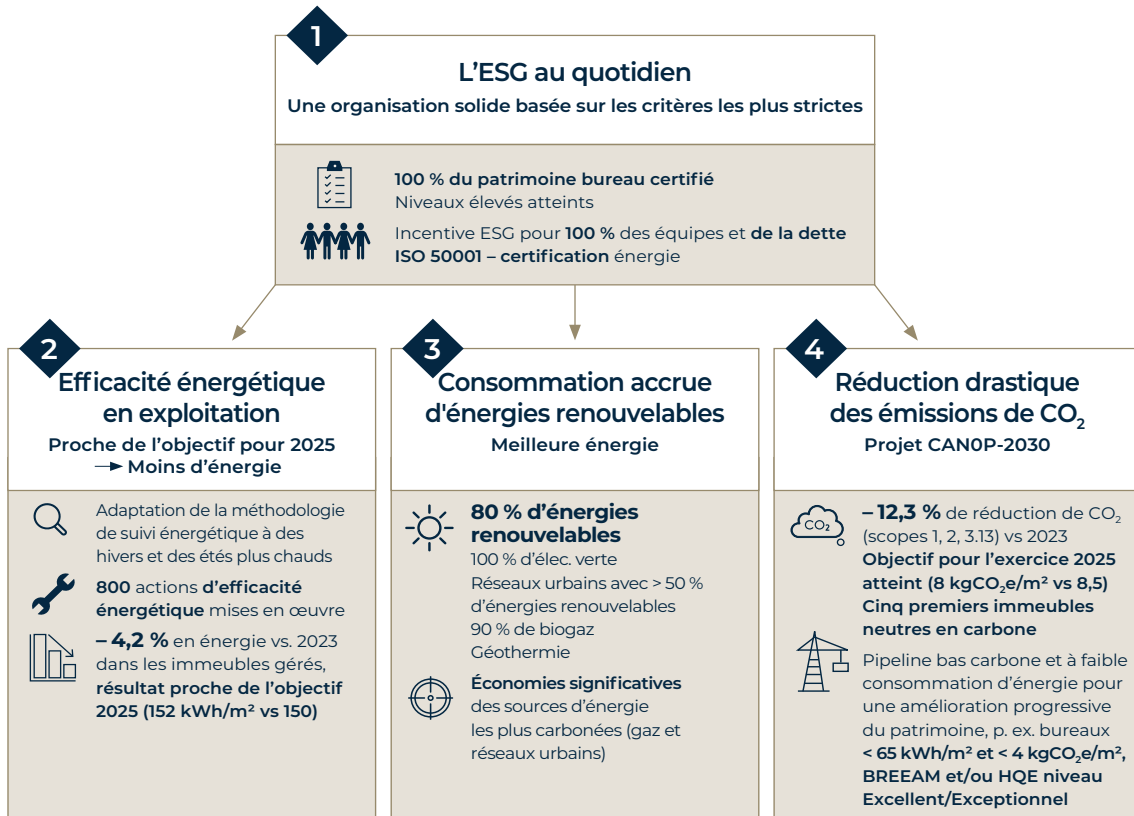 1
L'ESG au quotidien
Une organisation solide basée sur les critères les plus strictes
100 % du patrimoine bureau certifié
Niveaux élevés atteints
Incentive ESG pour 100 % des équipes et de la dette
ISO 50001 – certification énergie
2
Efficacité énergétique
en exploitation
Proche de l'objectif pour 2025
→ Moins d'énergie
Adaptation de la méthodologie
de suivi énergétique à des
hivers et des étés plus chauds
800 actions d'efficacité
énergétique mises en œuvre
– 4,2 % en énergie vs. 2023
dans les immeubles gérés,
résultat proche de l'objectif
2025 (152 kWh/m² vs 150)
3
Consommation accrue
d'énergies renouvelables
Meilleure énergie
80 % d'énergies
renouvelables
100 % d'élec. verte
Réseaux urbains avec > 50 %
d'énergies renouvelables
90 % de biogaz
Géothermie
Économies significatives
des sources d'énergie
les plus carbonées (gaz et
réseaux urbains)
4
Réduction drastique
des émissions de CO₂
Projet CAN0P-2030
CO₂
– 12,3 % de réduction de CO₂
(scopes 1, 2, 3.13) vs 2023
Objectif pour l'exercice 2025
atteint (8 kgCO₂e/m² vs 8,5)
Cinq premiers immeubles
neutres en carbone
Pipeline bas carbone et à faible
consommation d'énergie pour
une amélioration progressive
du patrimoine, p. ex. bureaux
< 65 kWh/m² et < 4 kgCO₂e/m²,
BREEAM et/ou HQE niveau
Excellent/Exceptionnel